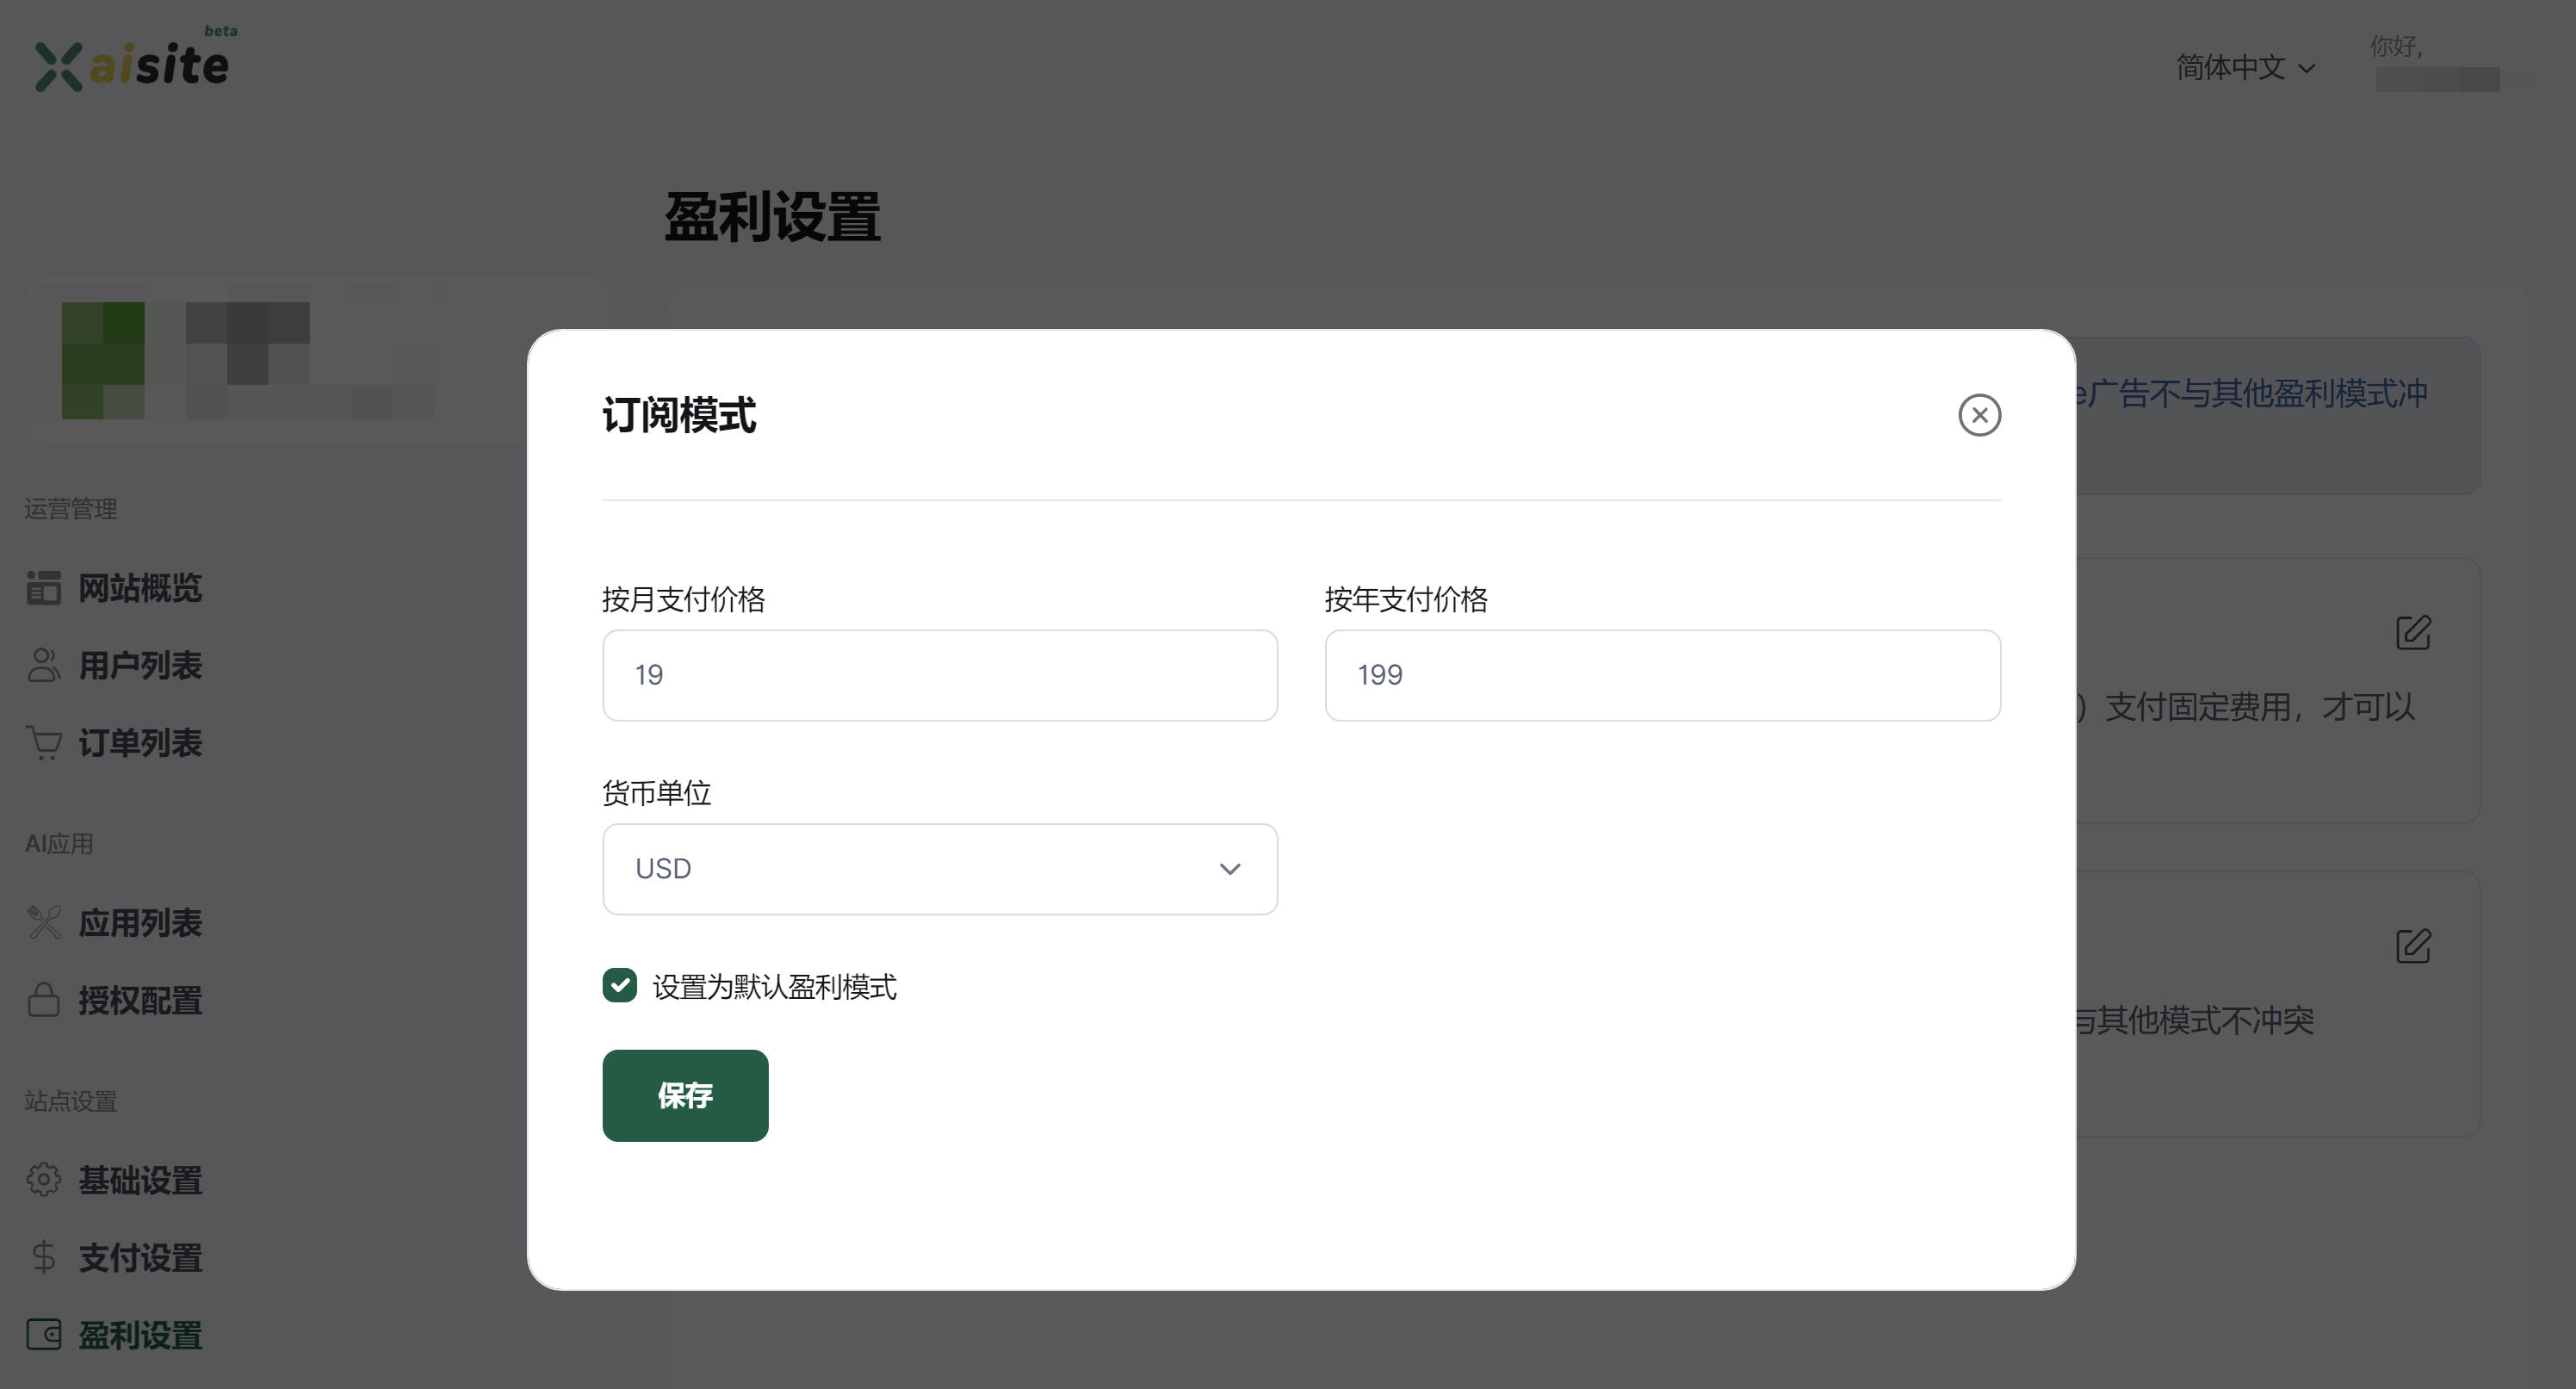 beta
aisite
简体中文
你好,
盈利设置
运营管理
网站概览
用户列表
订单列表
AI应用
应用列表
授权配置
站点设置
基础设置
支付设置
盈利设置
e广告不与其他盈利模式冲
）支付固定费用，才可以
与其他模式不冲突
订阅模式
按月支付价格
按年支付价格
19
199
货币单位
USD
设置为默认盈利模式
保存